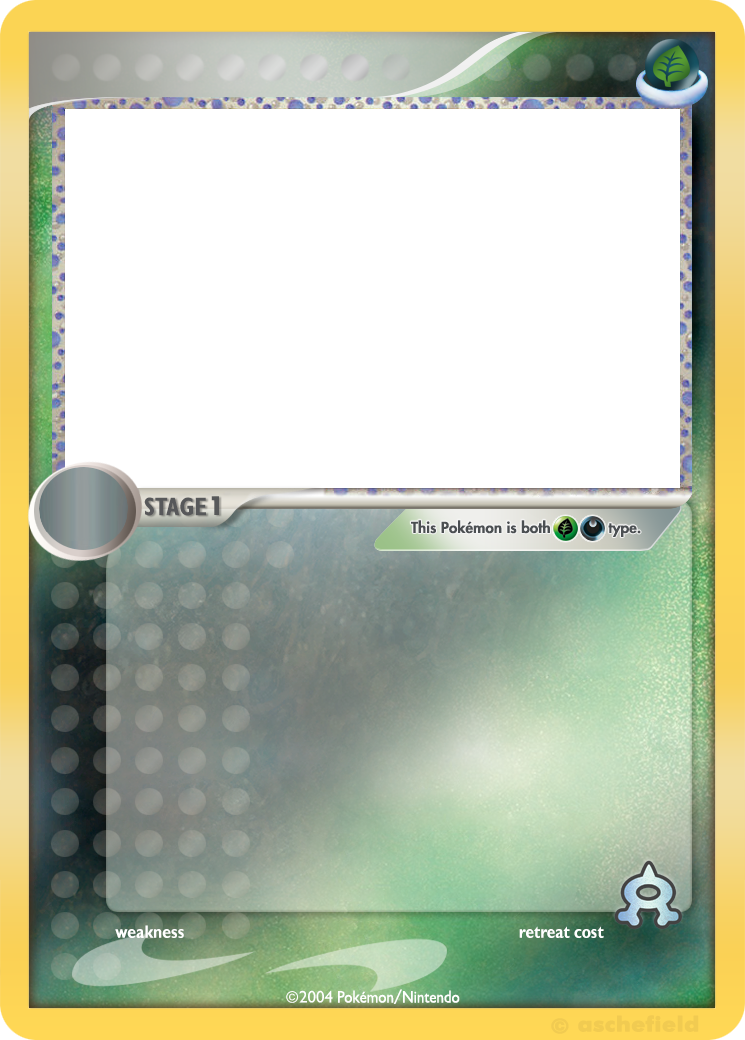 STAGE 1
This Pokémon is both type.
weakness
retreat cost
©2004 Pokémon/Nintendo
© aschefield